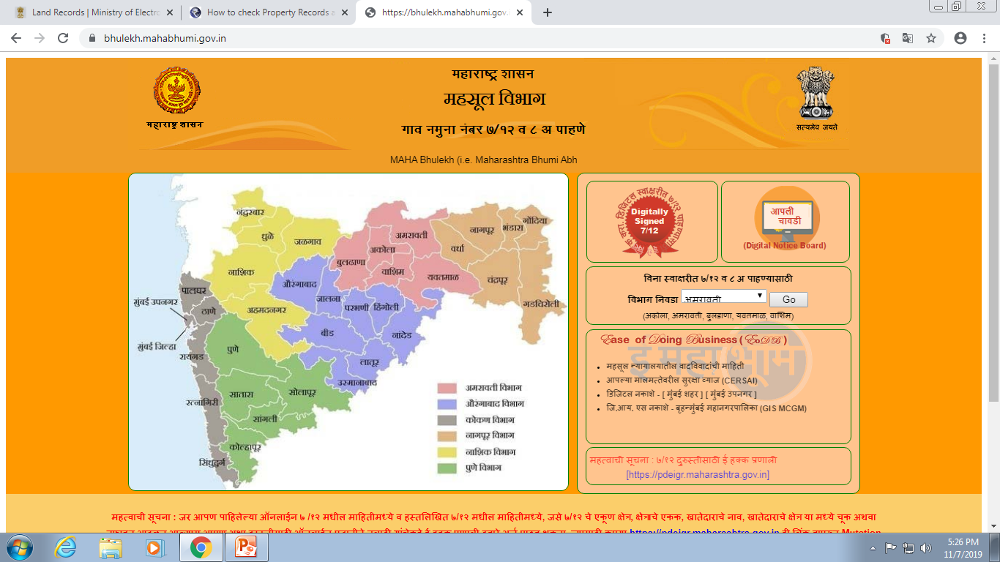 Land Records | Ministry of Electro
How to check Property Records a
https://bhulekh.mahabhumi.gov.
bhulekh.mahabhumi.gov.in
महाराष्ट्र शासन
महाराष्ट्र शासन
महसूल विभाग
गाव नमुना नंबर ७/१२ व ८ अ पाहणे
सत्यमेव जयते
MAHA Bhulekh (i.e. Maharashtra Bhumi Abh
नंदुरबार
धुळे
जळगाव
नाशिक
अहमदनगर
औरंगाबाद
जालना
परभणी
हिंगोली
बीड
नांदेड
लातूर
उस्मानाबाद
बुलढाणा
अकोला
अमरावती
वाशिम
यवतमाळ
वर्धा
नागपूर
भंडारा
गोंदिया
चंद्रपूर
गडचिरोली
पालघर
मुंबई उपनगर
ठाणे
मुंबई जिल्हा
रायगड
रत्नागिरी
सिंधुदुर्ग
पुणे
सातारा
सोलापूर
सांगली
कोल्हापूर
अमरावती विभाग
औरंगाबाद विभाग
कोकण विभाग
नागपूर विभाग
नाशिक विभाग
पुणे विभाग
Digitally
Signed
7/12
आपली
चावडी
(Digital Notice Board)
विना स्वाक्षरीत ७/१२ व ८ अ पाहण्यासाठी
विभाग निवडा अमरावती Go
(अकोला, अमरावती, बुलडाणा, यवतमाळ, वाशिम)
Ease of Doing Business ( EoDB )
इ महाभूमि
महसूल न्यायालयातील वादविवादांची माहिती
आपल्या मालमत्तेवरील सुरक्षा व्याज (CERSAI)
डिजिटल नकाशे - [ मुंबई शहर ] [ मुंबई उपनगर ]
जि.आय. एस नकाशे - बृहन्मुंबई महानगरपालिका (GIS MCGM)
महत्वाची सूचना : ७/१२ दुरुस्तीसाठी ई हक्क प्रणाली
[https://pdeigr.maharashtra.gov.in]
महत्वाची सूचना : जर आपण पाहिलेल्या ऑनलाईन ७ /१२ मधील माहितीमध्ये व हस्तलिखित ७/१२ मधील माहितीमध्ये, जसे ७/१२ चे एकूण क्षेत्र, क्षेत्राचे एकक, खातेदाराचे नाव, खातेदाराचे क्षेत्र या मध्ये चूक अथवा
https://pdeigr.maharashtra.gov.in ही लिंक वापरून Mutation
5:26 PM
11/7/2019